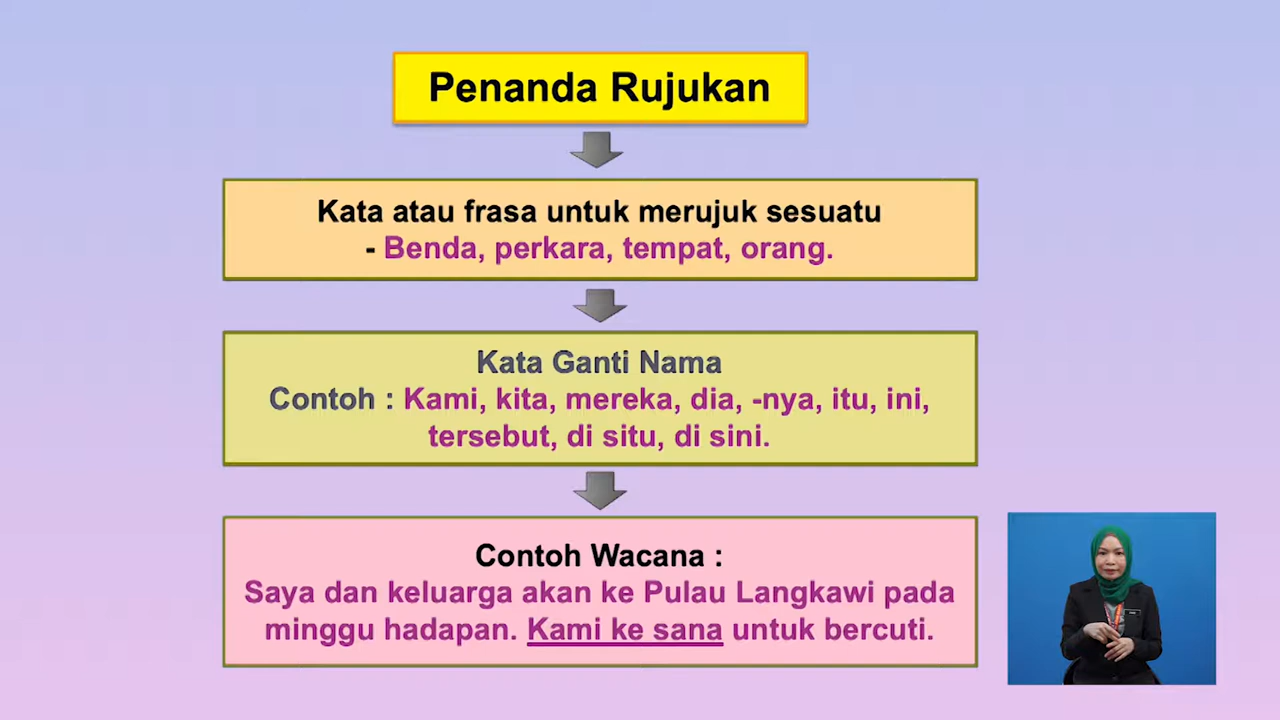 Penanda Rujukan
Kata atau frasa untuk merujuk sesuatu
- Benda, perkara, tempat, orang.
Kata Ganti Nama
Contoh : Kami, kita, mereka, dia, -nya, itu, ini,
tersebut, di situ, di sini.
Contoh Wacana :
Saya dan keluarga akan ke Pulau Langkawi pada
minggu hadapan. Kami ke sana untuk bercuti.